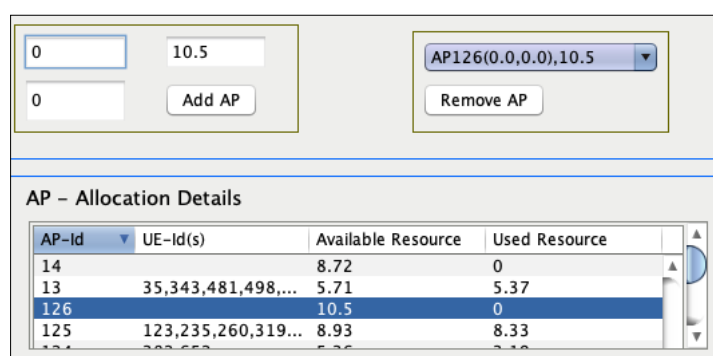 0
10.5
AP126(0.0,0.0),10.5
0
Add AP
Remove AP
AP – Allocation Details
AP-Id UE-Id(s) Available Resource Used Resource
14 8.72 0
13 35,343,481,498,... 5.71 5.37
126 10.5 0
125 123,235,260,319... 8.93 8.33